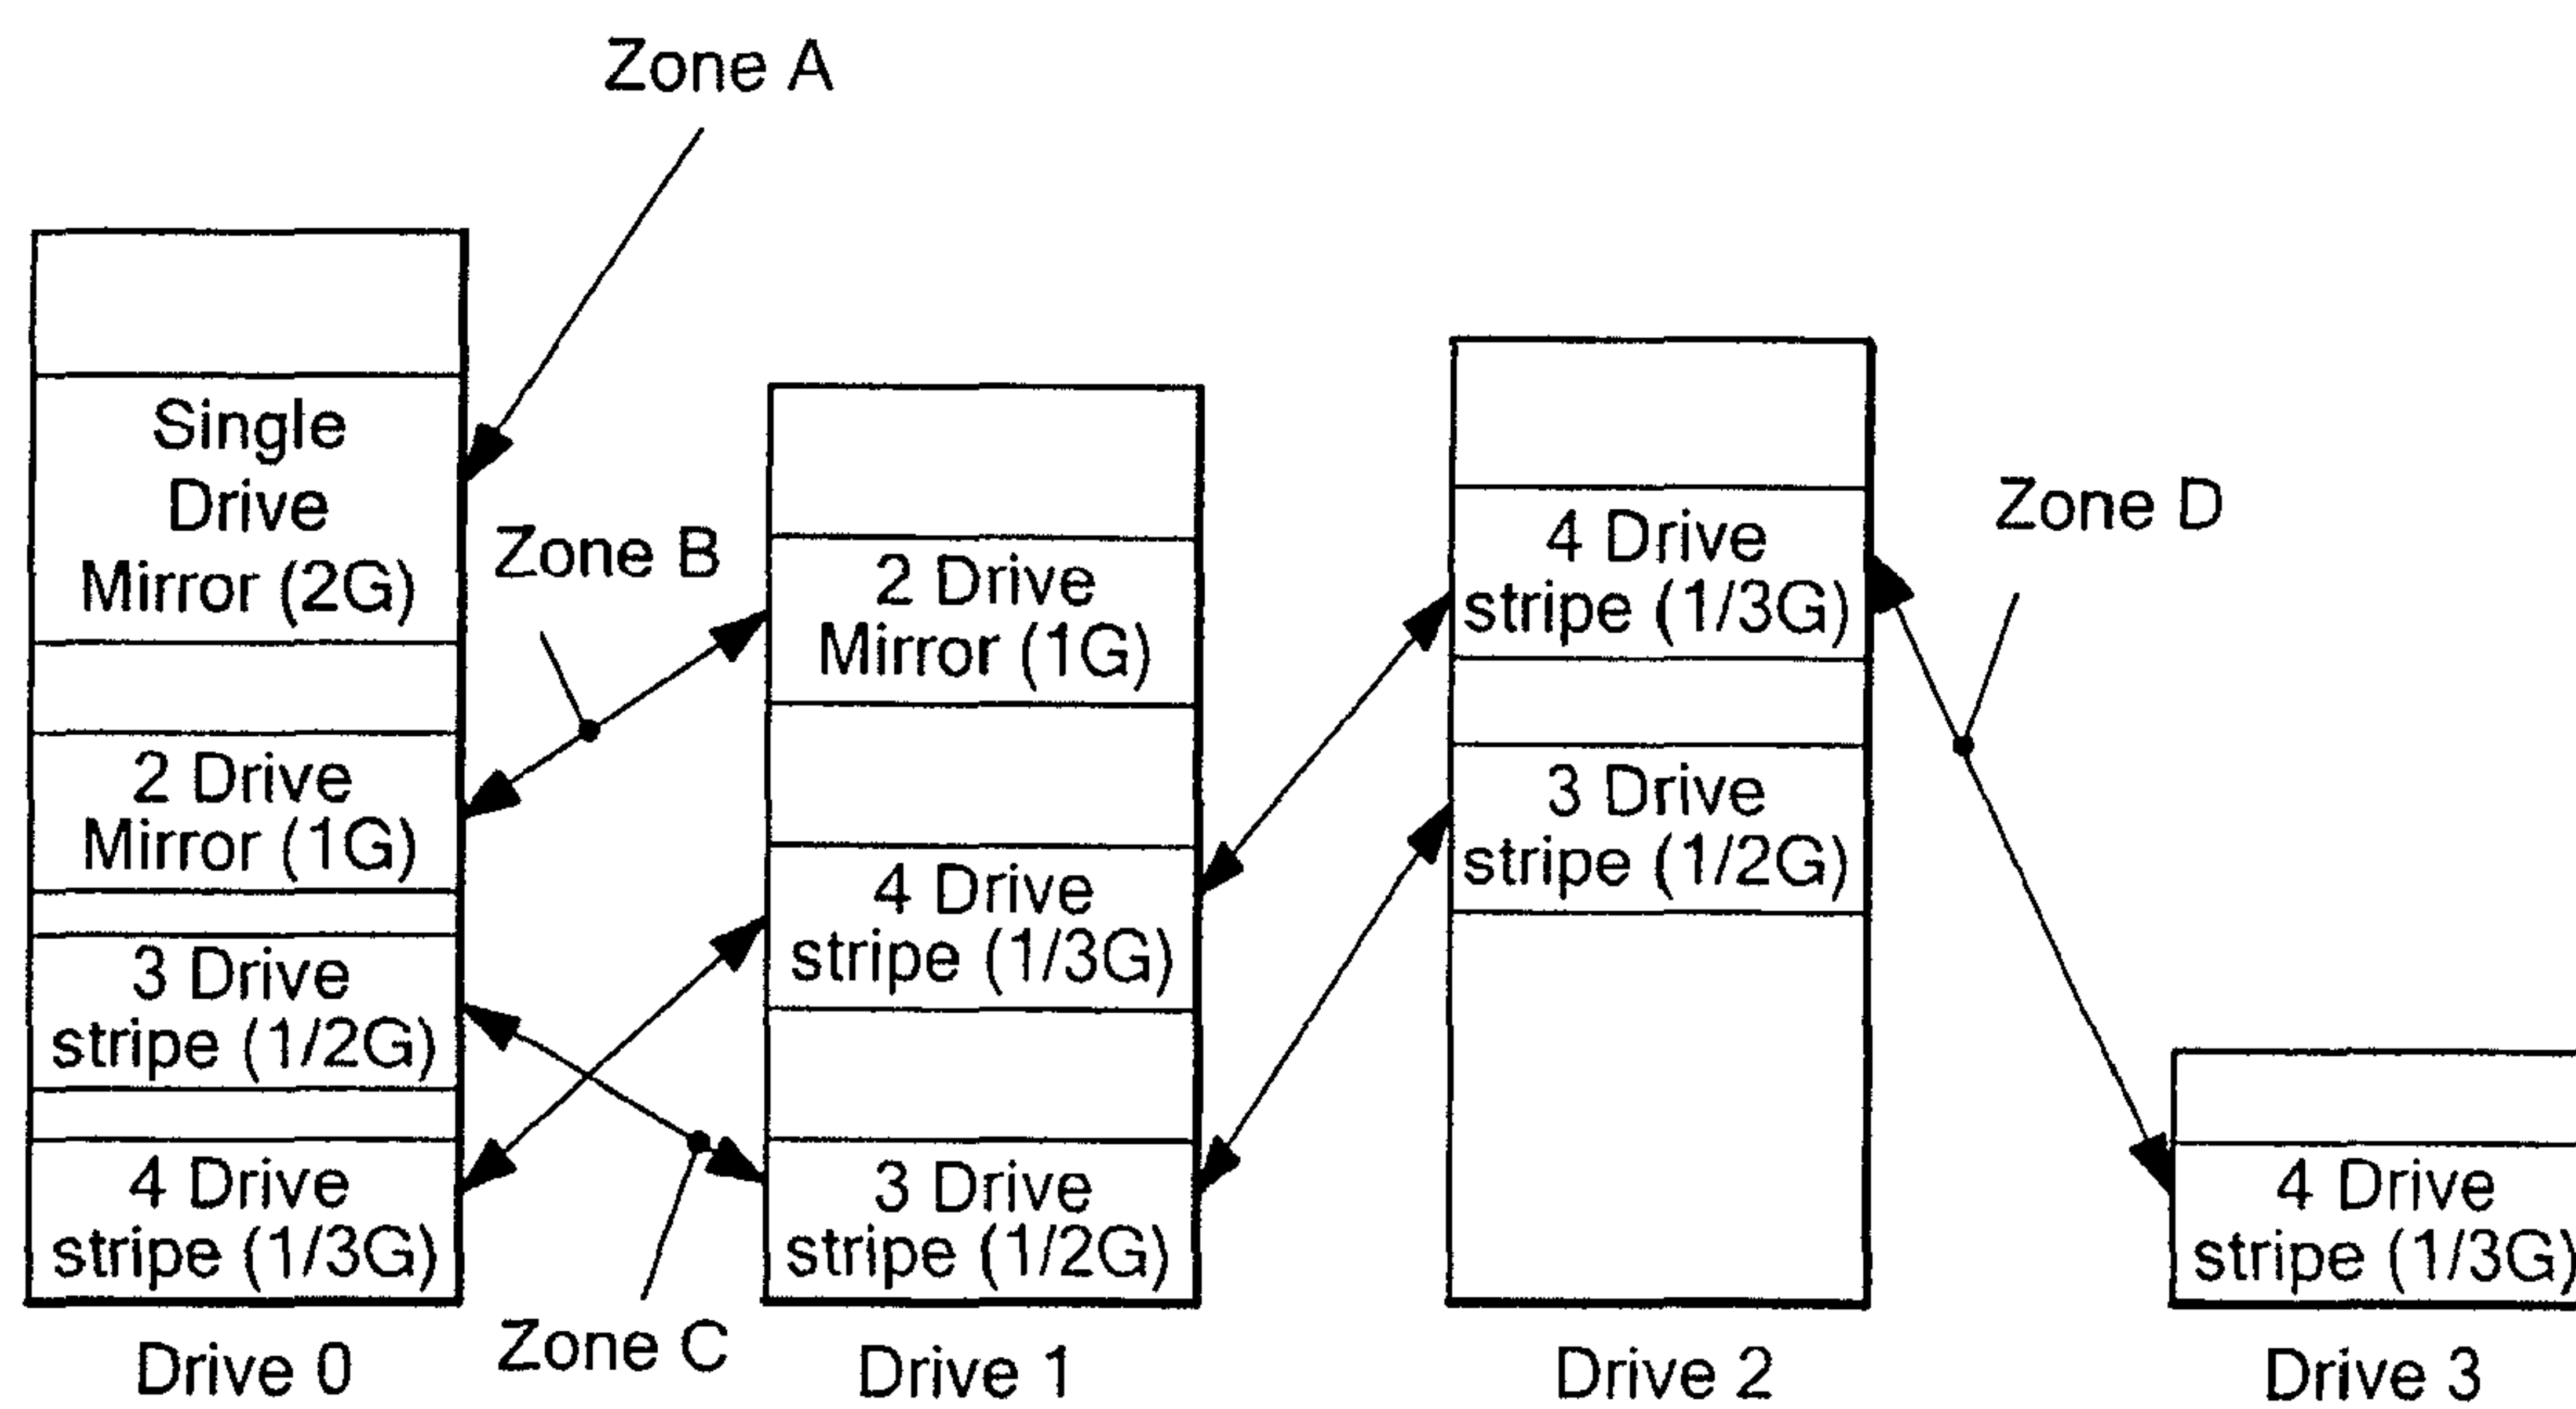 Zone A
Single
Drive
Mirror (2G)
Zone B
2 Drive
Mirror (1G)
3 Drive
stripe (1/2G)
4 Drive
stripe (1/3G)
Drive 0
Zone C
2 Drive
Mirror (1G)
4 Drive
stripe (1/3G)
3 Drive
stripe (1/2G)
Drive 1
4 Drive
stripe (1/3G)
3 Drive
stripe (1/2G)
Drive 2
Zone D
4 Drive
stripe (1/3G)
Drive 3